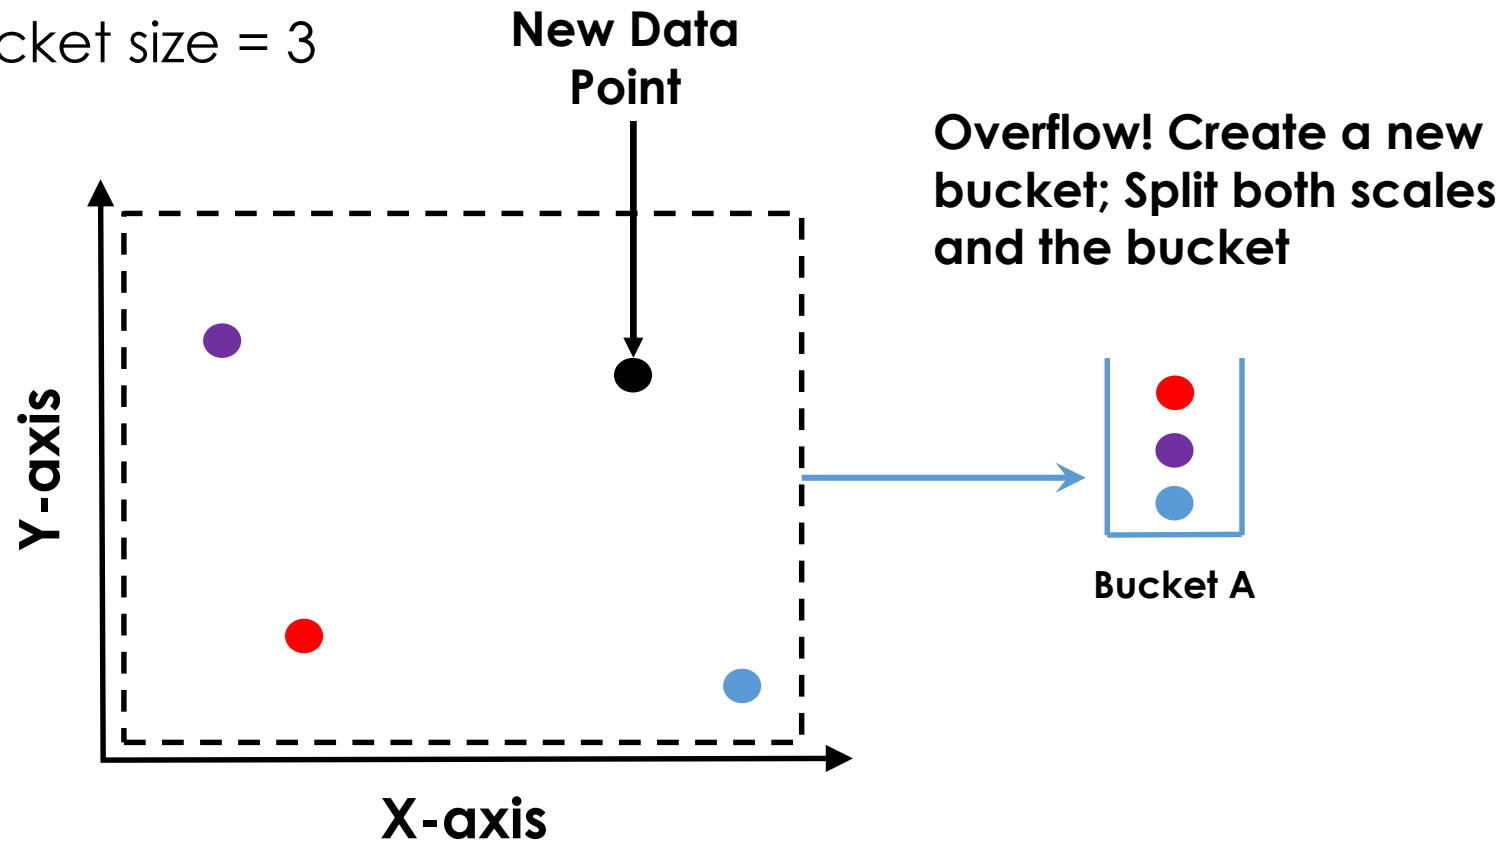 cket size = 3
New Data
Point
Overflow! Create a new
bucket; Split both scales
and the bucket
Y-axis
Bucket A
X-axis